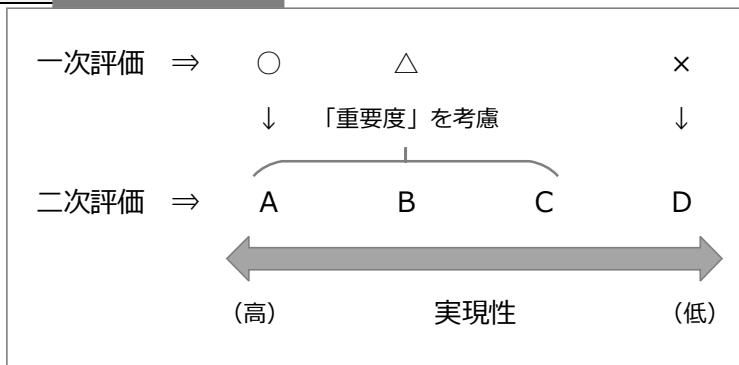 一次評価 ⇒ ○ △ ×
↓ 「重要度」を考慮 ↓
二次評価 ⇒ A B C D
（高） 実現性 （低）